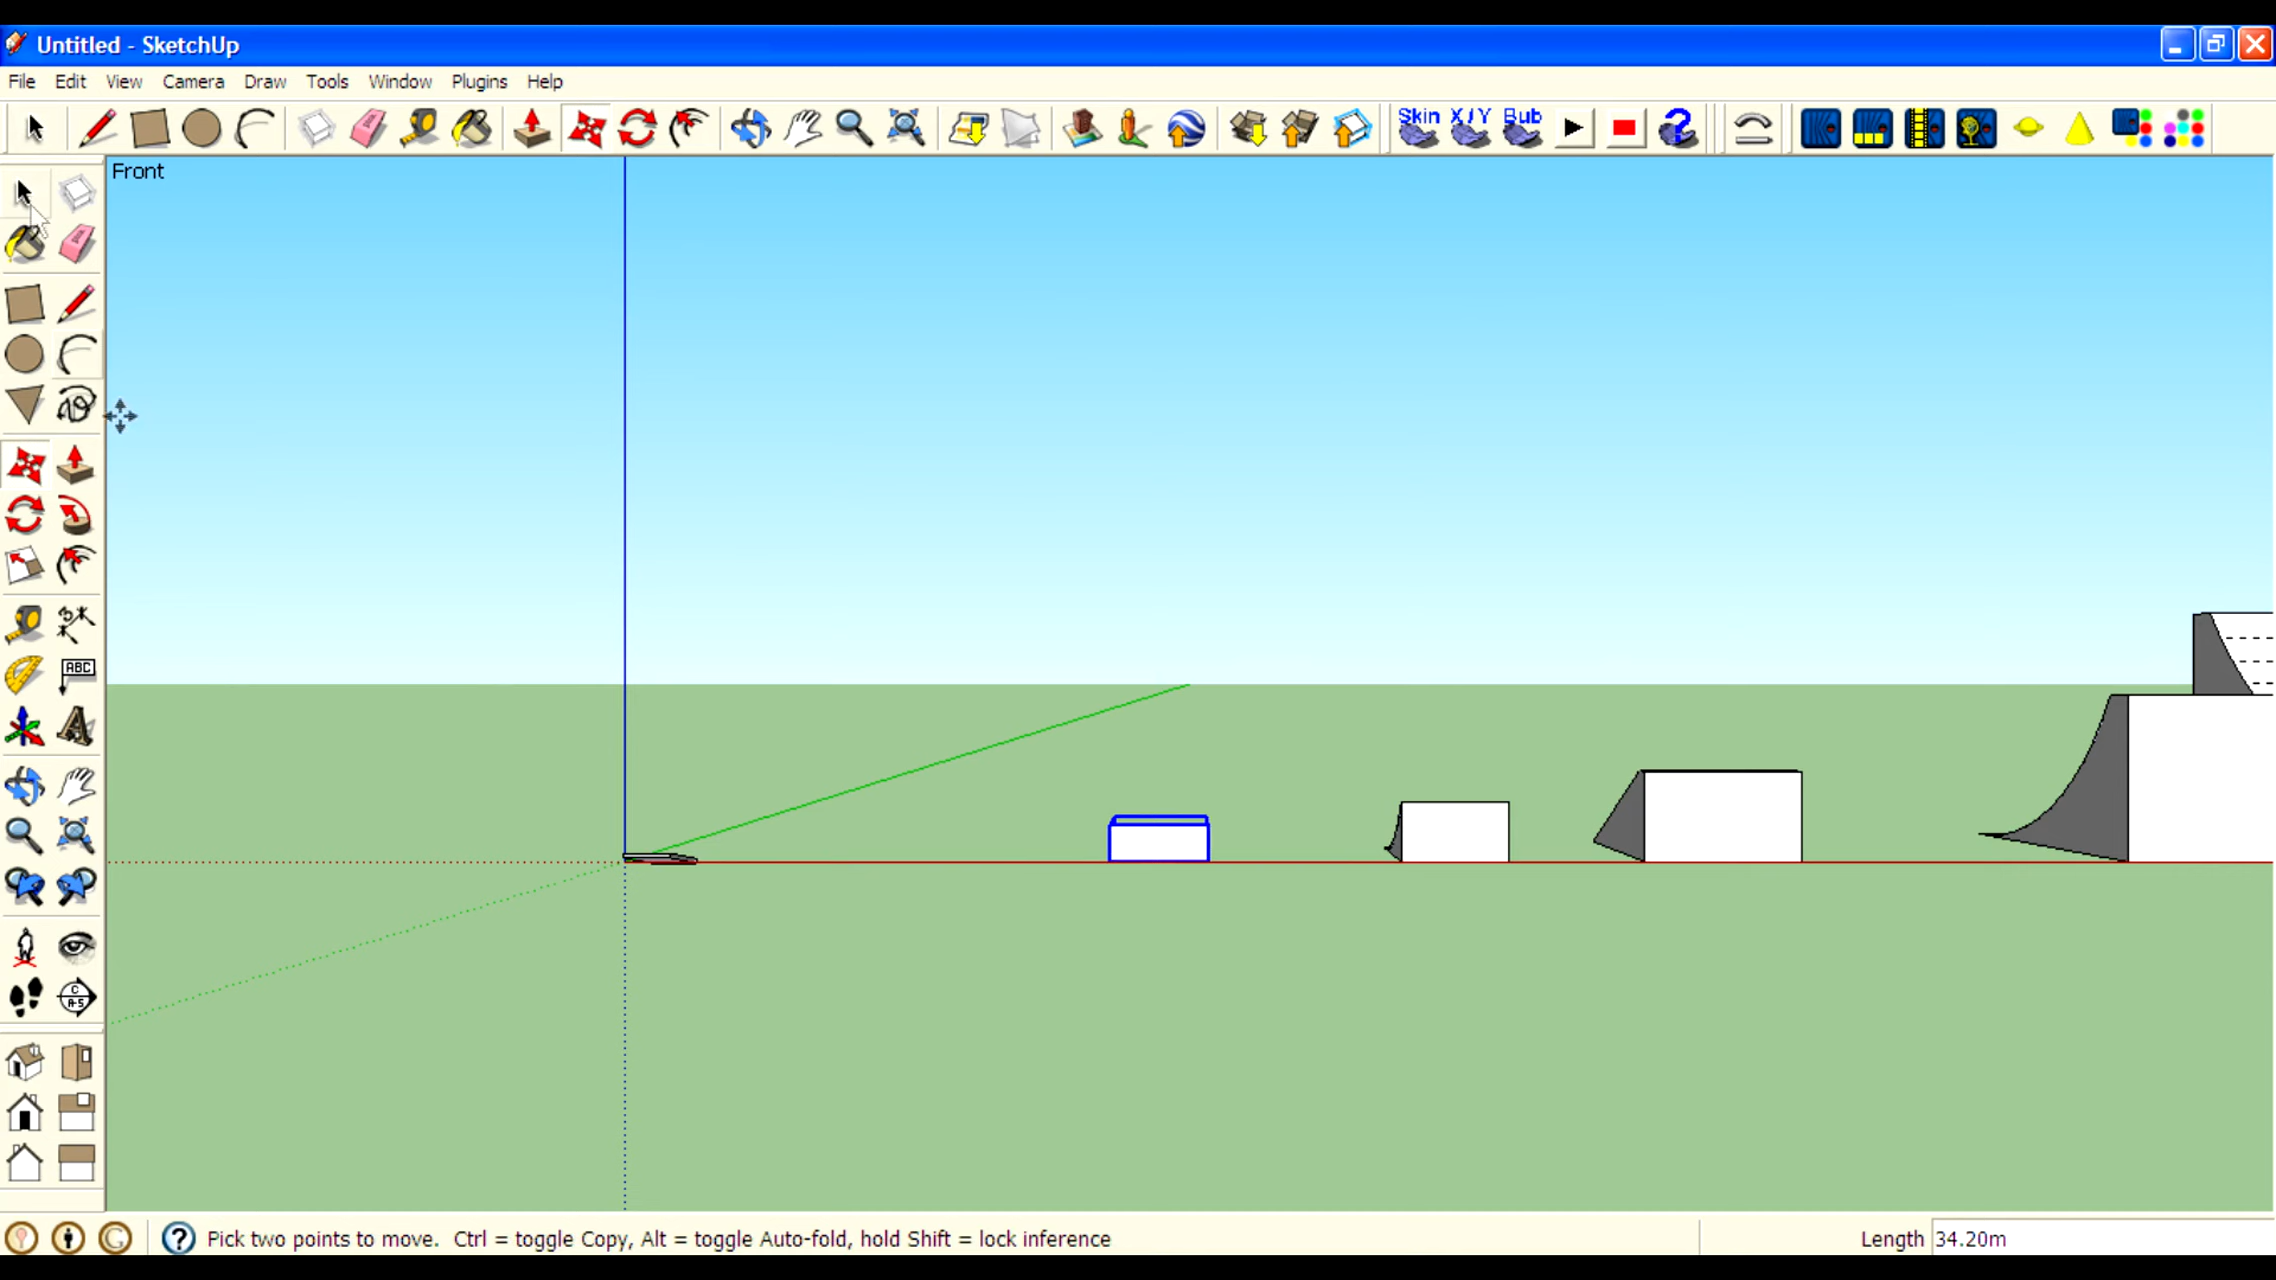 Untitled - SketchUp
File Edit View Camera Draw Tools Window Plugins Help
Skin X/Y Bub
Front
ABC
A
C
A-5
Pick two points to move. Ctrl = toggle Copy, Alt = toggle Auto-fold, hold Shift = lock inference
Length 34.20m